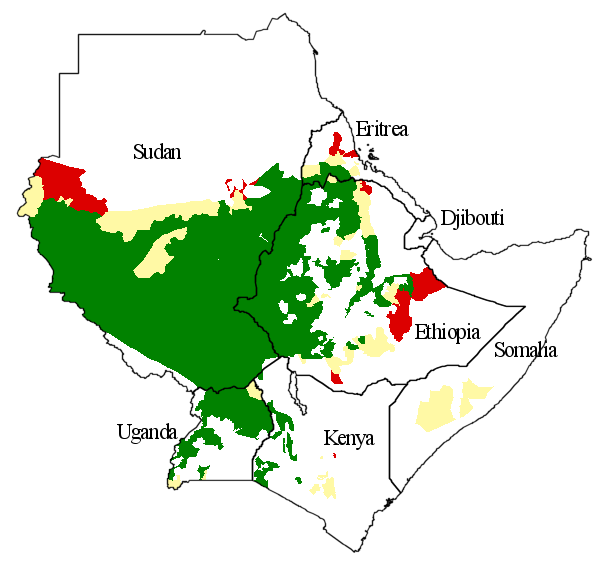 Eritrea
Sudan
Djibouti
Ethiopia
Somalia
Uganda
Kenya